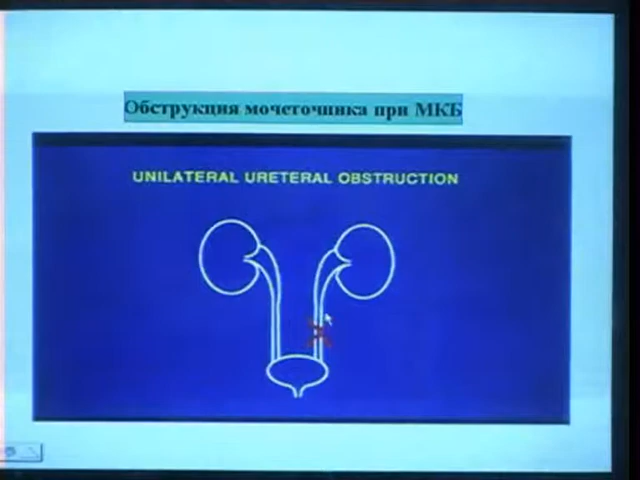 Обструкция мочеточника при МКБ
UNILATERAL URETERAL OBSTRUCTION